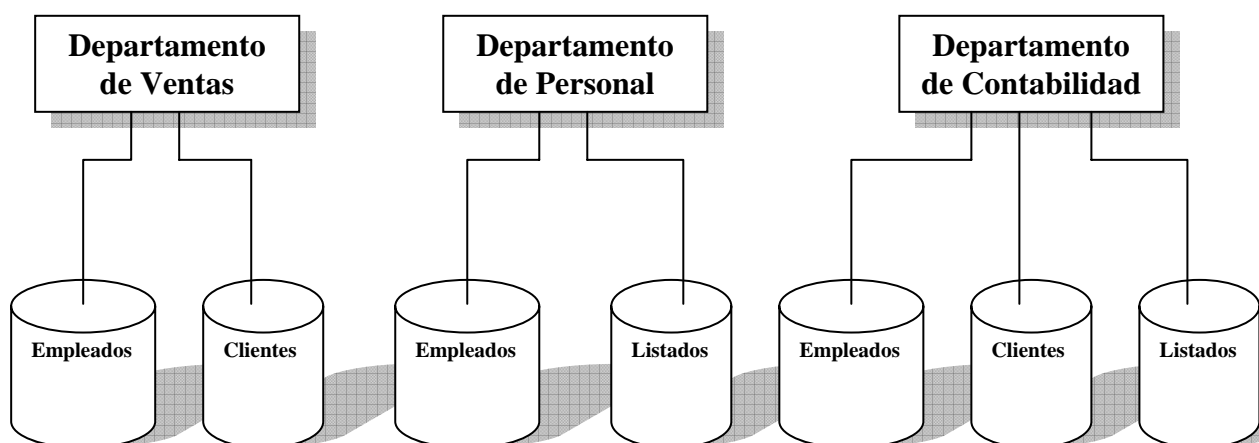 Departamento
de Ventas
Departamento
de Personal
Departamento
de Contabilidad
Empleados
Clientes
Empleados
Listados
Empleados
Clientes
Listados